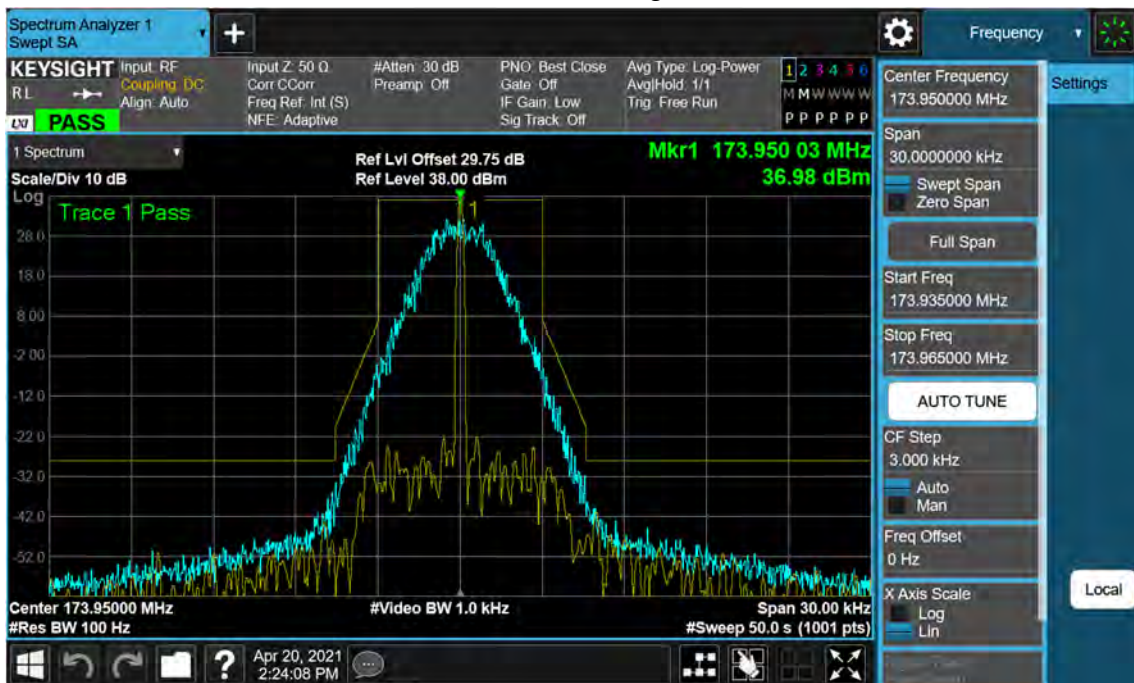 Spectrum Analyzer 1
Swept SA
+
Frequency
KEYSIGHT
RL
LXI
PASS
Input: RF
Coupling: DC
Align: Auto
Input Z: 50 Ω
Corr CCorr
Freq Ref: Int (S)
NFE: Adaptive
#Atten: 30 dB
Preamp: Off
PNO: Best Close
Gate: Off
IF Gain: Low
Sig Track: Off
Avg Type: Log-Power
Avg|Hold: 1/1
Trig: Free Run
1 2 3 4 5 6
M M W W W W
P P P P P P
1 Spectrum
Scale/Div 10 dB
Ref Lvl Offset 29.75 dB
Ref Level 38.00 dBm
Mkr1 173.950 03 MHz
36.98 dBm
Log
Trace 1 Pass
1
28.0
18.0
8.00
-2.00
-12.0
-22.0
-32.0
-42.0
-52.0
Center 173.95000 MHz
#Video BW 1.0 kHz
Span 30.00 kHz
#Res BW 100 Hz
#Sweep 50.0 s (1001 pts)
Center Frequency
173.950000 MHz
Settings
Span
30.0000000 kHz
Swept Span
Zero Span
Full Span
Start Freq
173.935000 MHz
Stop Freq
173.965000 MHz
AUTO TUNE
CF Step
3.000 kHz
Auto
Man
Freq Offset
0 Hz
X Axis Scale
Log
Lin
Local
?
Apr 20, 2021
2:24:08 PM